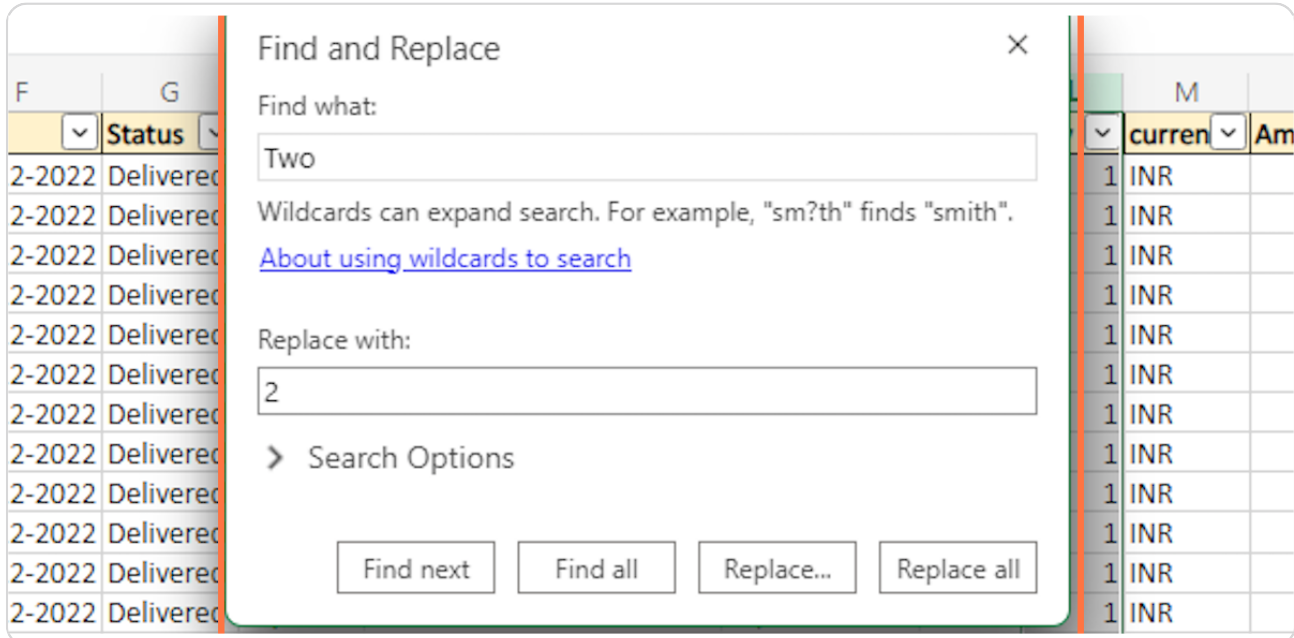 Find and Replace
Find what:
Two
Wildcards can expand search. For example, "sm?th" finds "smith".
About using wildcards to search
Replace with:
2
Search Options
Find next Find all Replace... Replace all
F G L M
Status curren Am
2-2022 Delivered 1 INR
2-2022 Delivered 1 INR
2-2022 Delivered 1 INR
2-2022 Delivered 1 INR
2-2022 Delivered 1 INR
2-2022 Delivered 1 INR
2-2022 Delivered 1 INR
2-2022 Delivered 1 INR
2-2022 Delivered 1 INR
2-2022 Delivered 1 INR
2-2022 Delivered 1 INR
2-2022 Delivered 1 INR